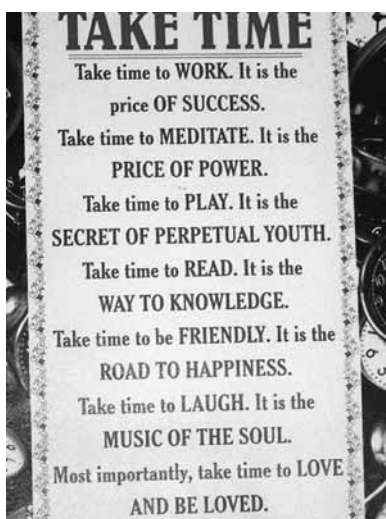 TAKE TIME
Take time to WORK. It is the
price OF SUCCESS.
Take time to MEDITATE. It is the
PRICE OF POWER.
Take time to PLAY. It is the
SECRET OF PERPETUAL YOUTH.
Take time to READ. It is the
WAY TO KNOWLEDGE.
Take time to be FRIENDLY. It is the
ROAD TO HAPPINESS.
Take time to LAUGH. It is the
MUSIC OF THE SOUL.
Most importantly, take time to LOVE
AND BE LOVED.